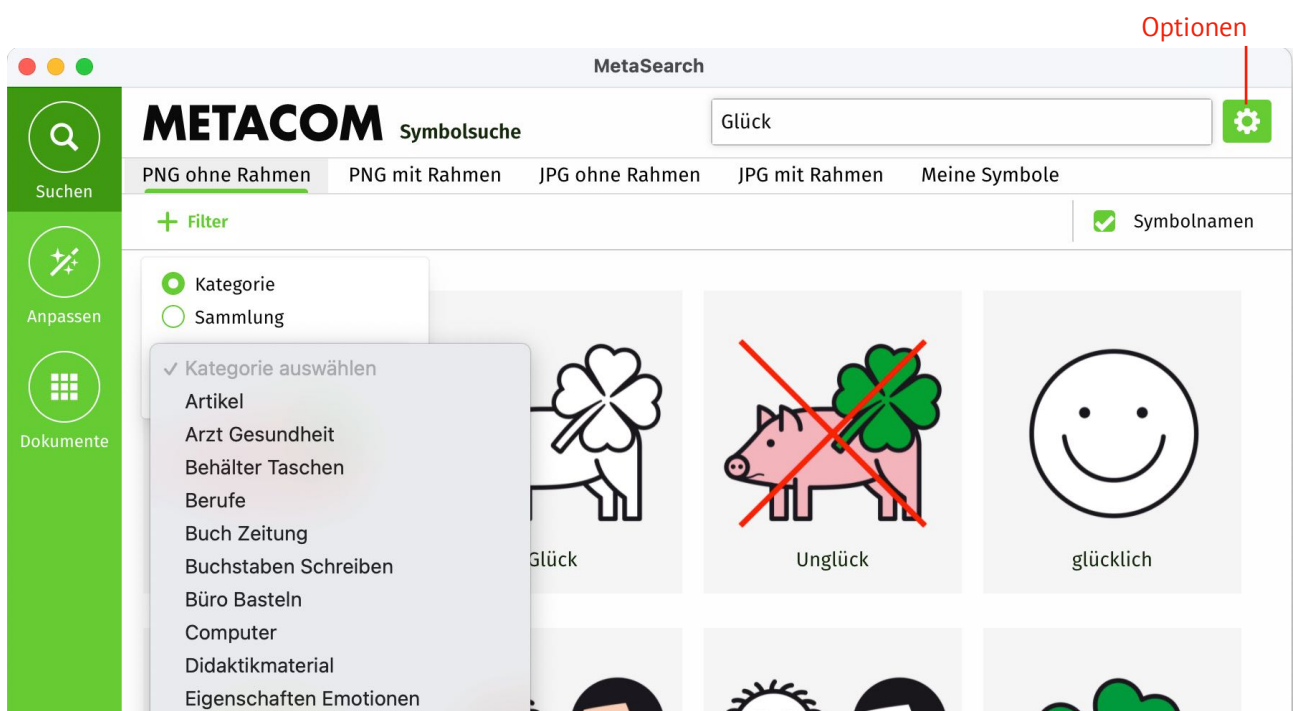 Optionen
MetaSearch
METACOM Symbolsuche
Glück
Suchen
PNG ohne Rahmen
PNG mit Rahmen
JPG ohne Rahmen
JPG mit Rahmen
Meine Symbole
+ Filter
Symbolnamen
Anpassen
Kategorie
Sammlung
Dokumente
✓ Kategorie auswählen
Artikel
Arzt Gesundheit
Behälter Taschen
Berufe
Buch Zeitung
Buchstaben Schreiben
Büro Basteln
Computer
Didaktikmaterial
Eigenschaften Emotionen
Glück
Unglück
glücklich